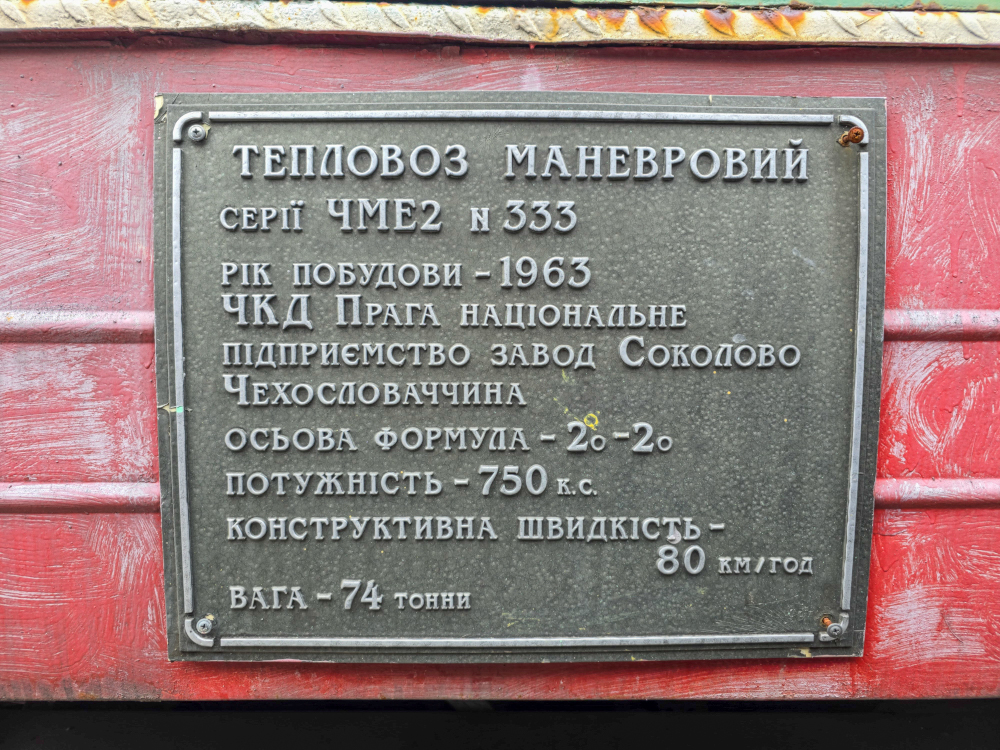 ТЕПЛОВОЗ МАНЕВРОВИЙ
СЕРІЇ ЧМЕ2 N 333
РІК ПОБУДОВИ - 1963
ЧКД ПРАГА НАЦІОНАЛЬНЕ
ПІДПРИЄМСТВО ЗАВОД СОКОЛОВО
ЧЕХОСЛОВАЧЧИНА
ОСЬОВА ФОРМУЛА - 2о-2о
ПОТУЖНІСТЬ - 750 к.с.
КОНСТРУКТИВНА ШВИДКІСТЬ -
80 КМ/ГОД
ВАГА - 74 ТОННИ